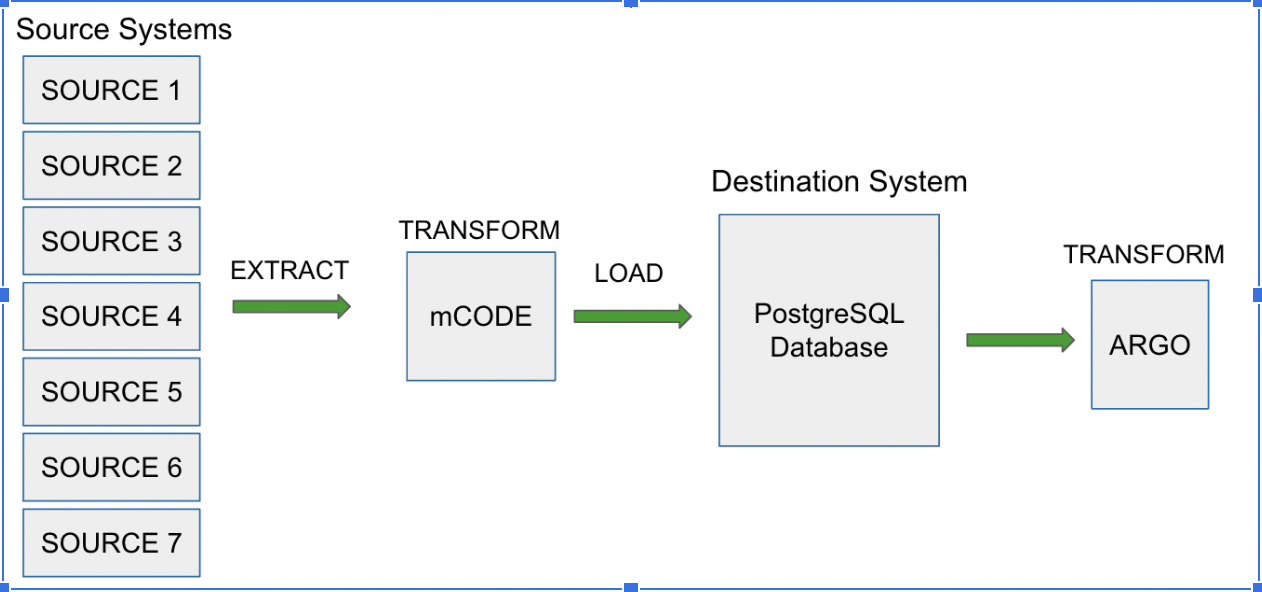 Source Systems
SOURCE 1
SOURCE 2
SOURCE 3
SOURCE 4
SOURCE 5
SOURCE 6
SOURCE 7
EXTRACT
TRANSFORM
mCODE
LOAD
Destination System
PostgreSQL
Database
TRANSFORM
ARGO